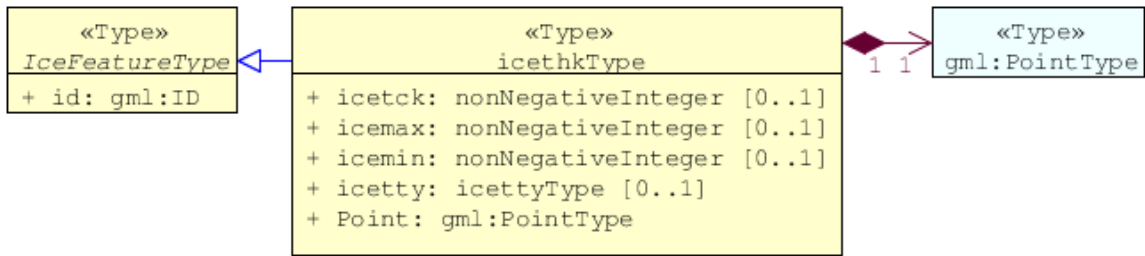 «Type»
IceFeatureType
+ id: gml:ID
«Type»
icethkType
+ icetck: nonNegativeInteger [0..1]
+ icemax: nonNegativeInteger [0..1]
+ icemin: nonNegativeInteger [0..1]
+ icetty: icettyType [0..1]
+ Point: gml:PointType
1 1
«Type»
gml:PointType